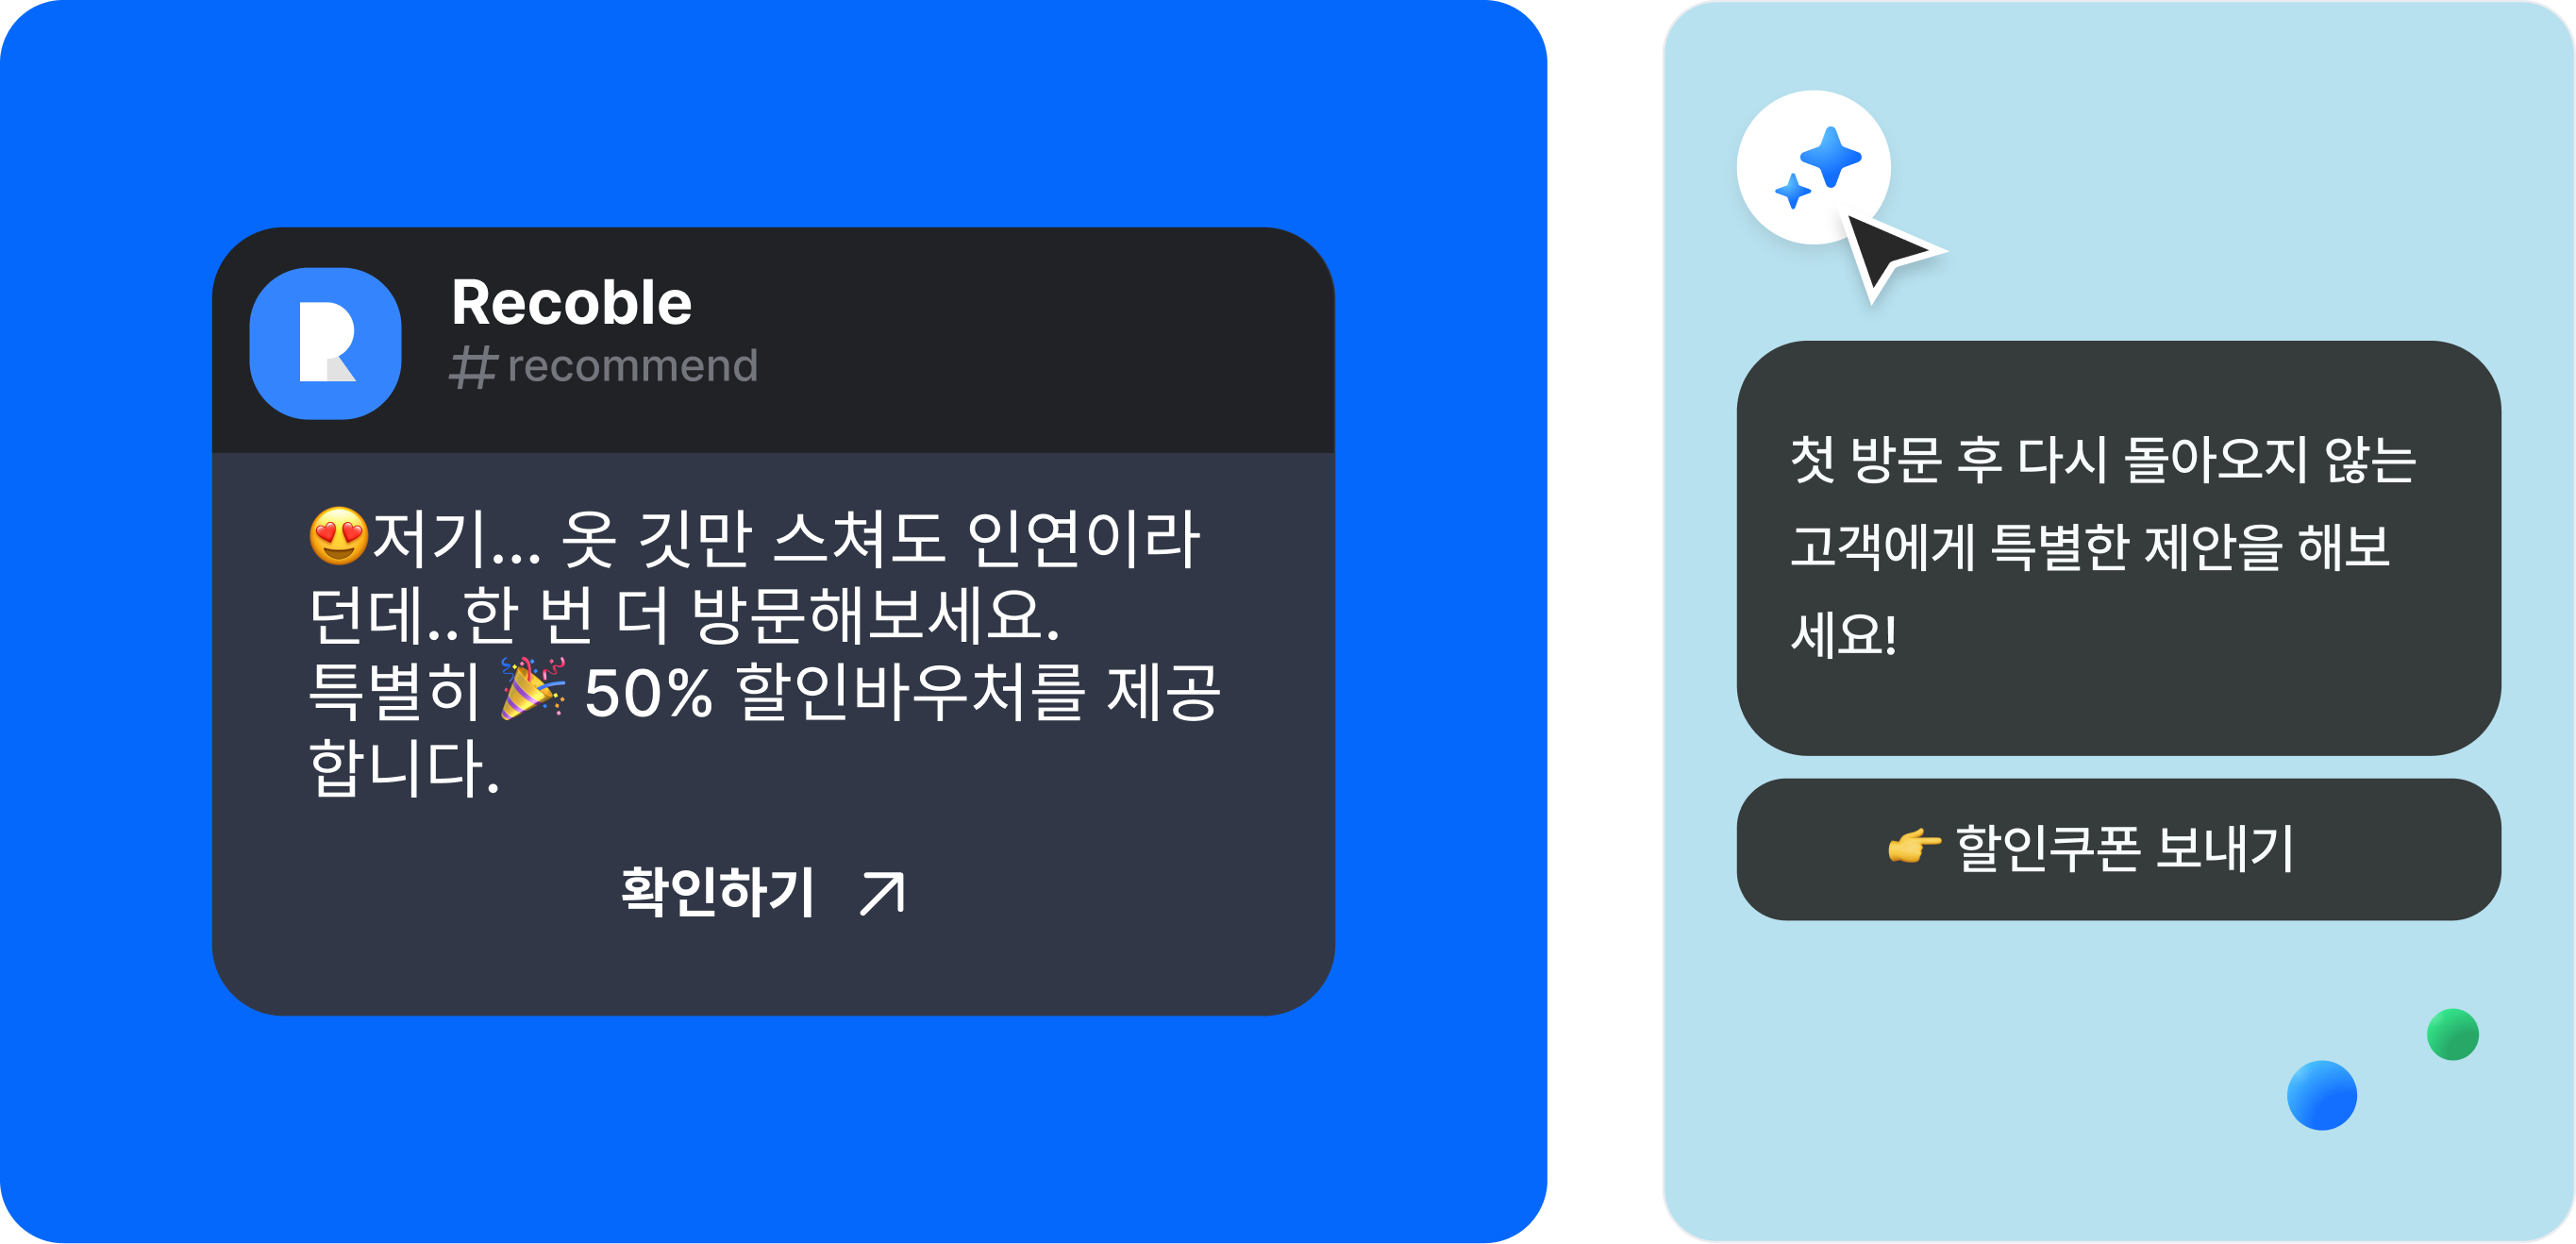 Recoble
#recommend
😍저기... 옷 깃만 스쳐도 인연이라
던데..한 번 더 방문해보세요.
특별히 🎉 50% 할인바우처를 제공
합니다.
확인하기
첫 방문 후 다시 돌아오지 않는
고객에게 특별한 제안을 해보
세요!
👉 할인쿠폰 보내기